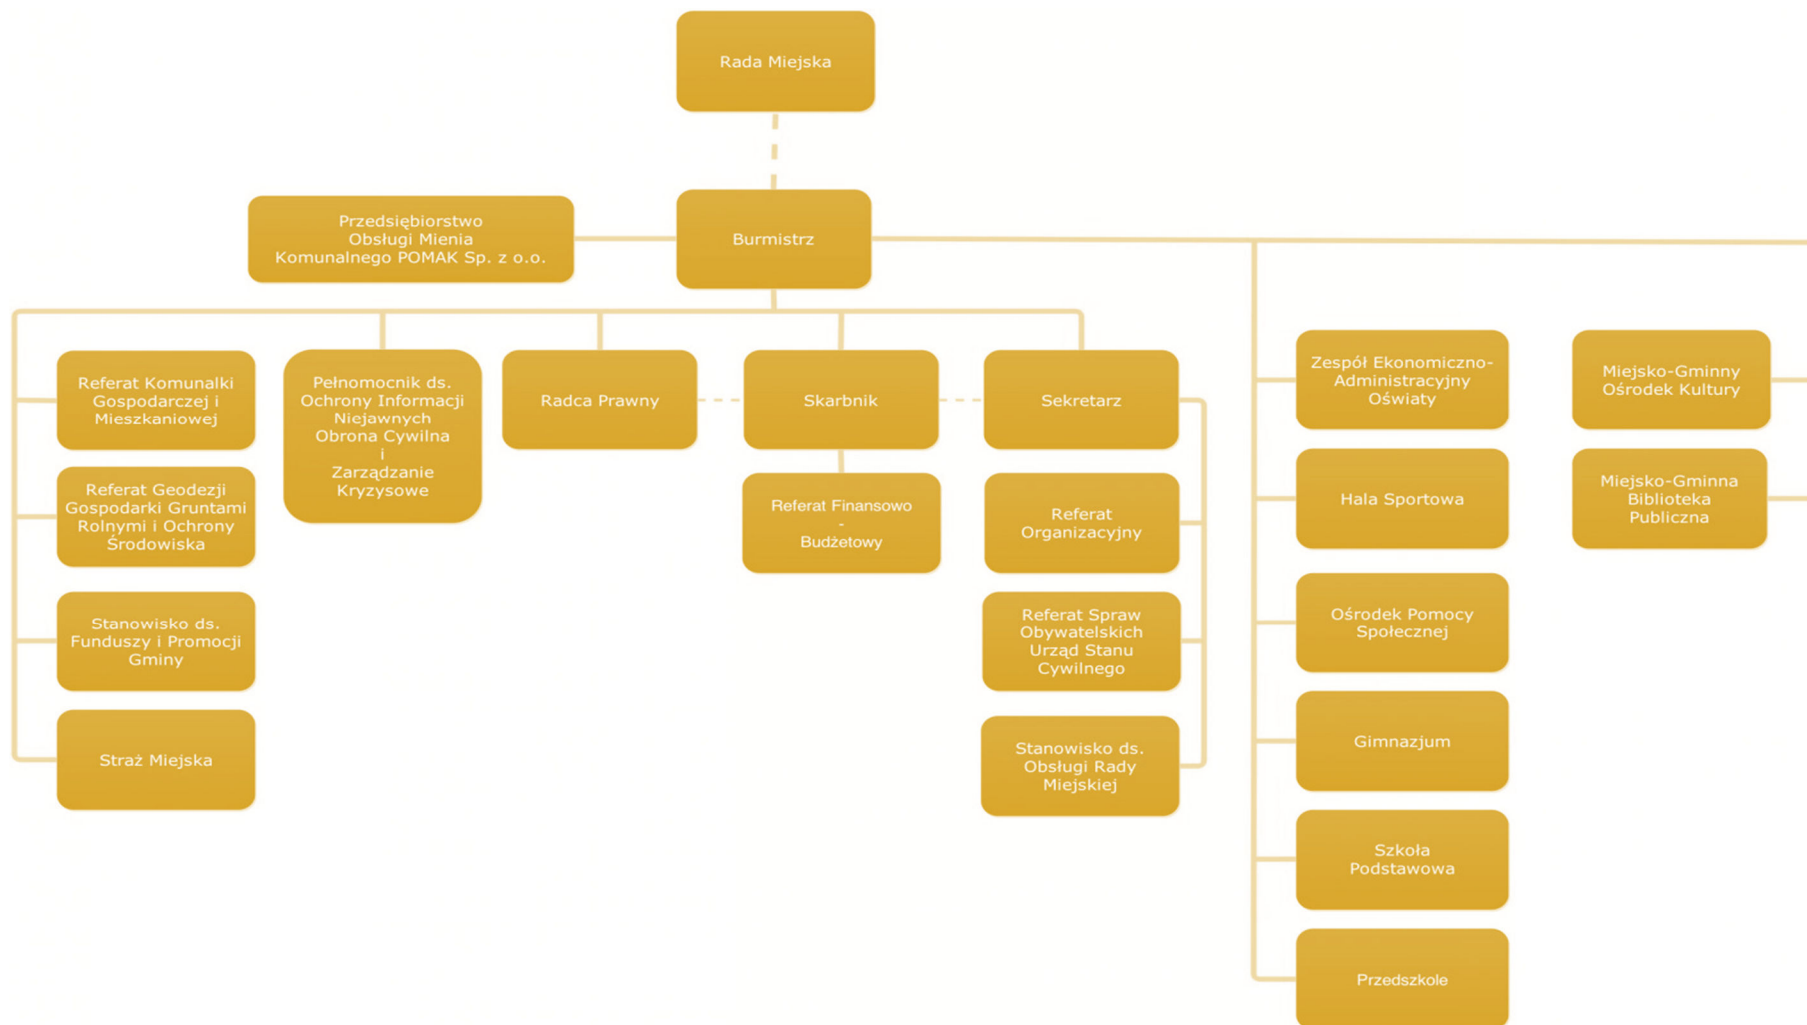 Rada Miejska
Przedsiębiorstwo
Obsługi Mienia
Komunalnego POMAK Sp. z o.o.
Burmistrz
Referat Komunalki
Gospodarczej i
Mieszkaniowej
Pełnomocnik ds.
Ochrony Informacji
Niejawnych
Obrona Cywilna
i
Zarządzanie
Kryzysowe
Radca Prawny
Skarbnik
Sekretarz
Zespół Ekonomiczno-
Administracyjny
Oświaty
Miejsko-Gminny
Ośrodek Kultury
Referat Geodezji
Gospodarki Gruntami
Rolnymi i Ochrony
Środowiska
Referat Finansowo
-
Budżetowy
Referat
Organizacyjny
Hala Sportowa
Miejsko-Gminna
Biblioteka
Publiczna
Stanowisko ds.
Funduszy i Promocji
Gminy
Referat Spraw
Obywatelskich
Urząd Stanu
Cywilnego
Ośrodek Pomocy
Społecznej
Straż Miejska
Stanowisko ds.
Obsługi Rady
Miejskiej
Gimnazjum
Szkoła
Podstawowa
Przedszkole